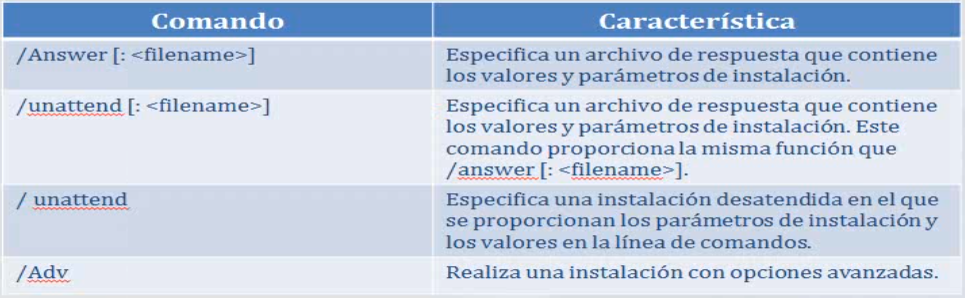 Comando
Característica
/Answer [: <filename>]
Especifica un archivo de respuesta que contiene
los valores y parámetros de instalación.
/unattend [: <filename>]
Especifica un archivo de respuesta que contiene
los valores y parámetros de instalación. Este
comando proporciona la misma función que
/answer [: <filename>].
/ unattend
Especifica una instalación desatendida en el que
se proporcionan los parámetros de instalación y
los valores en la línea de comandos.
/Adv
Realiza una instalación con opciones avanzadas.